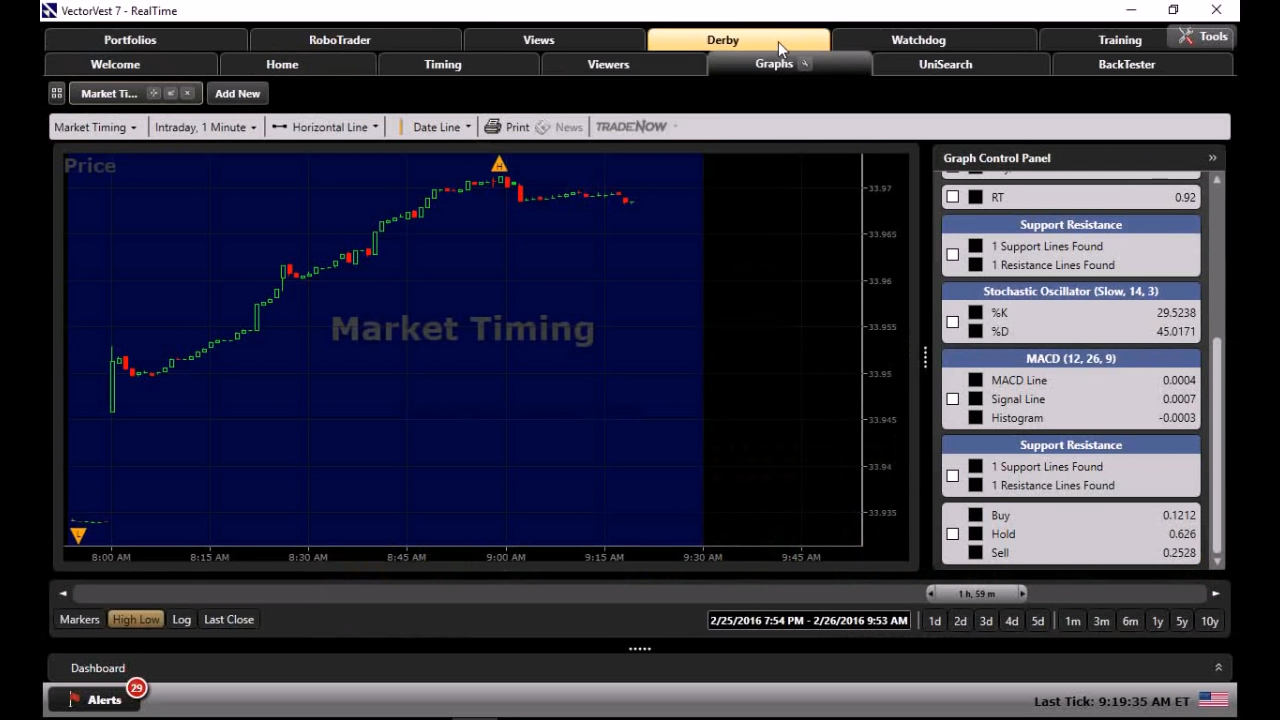 VectorVest 7 - RealTime
Portfolios RoboTrader Views Derby Watchdog Training Tools
Welcome Home Timing Viewers Graphs UniSearch BackTester
Market Ti... Add New
Market Timing Intraday, 1 Minute Horizontal Line Date Line Print News TRADENOW
Price
H
Market Timing
L
33.97
33.965
33.96
33.955
33.95
33.945
33.94
33.935
8:00 AM 8:15 AM 8:30 AM 8:45 AM 9:00 AM 9:15 AM 9:30 AM 9:45 AM
Graph Control Panel
RT 0.92
Support Resistance
1 Support Lines Found
1 Resistance Lines Found
Stochastic Oscillator (Slow, 14, 3)
%K 29.5238
%D 45.0171
MACD (12, 26, 9)
MACD Line 0.0004
Signal Line 0.0007
Histogram -0.0003
Support Resistance
1 Support Lines Found
1 Resistance Lines Found
Buy 0.1212
Hold 0.626
Sell 0.2528
1 h, 59 m
Markers High Low Log Last Close 2/25/2016 7:54 PM - 2/26/2016 9:53 AM 1d 2d 3d 4d 5d 1m 3m 6m 1y 5y 10y
Dashboard
Alerts 29 Last Tick: 9:19:35 AM ET